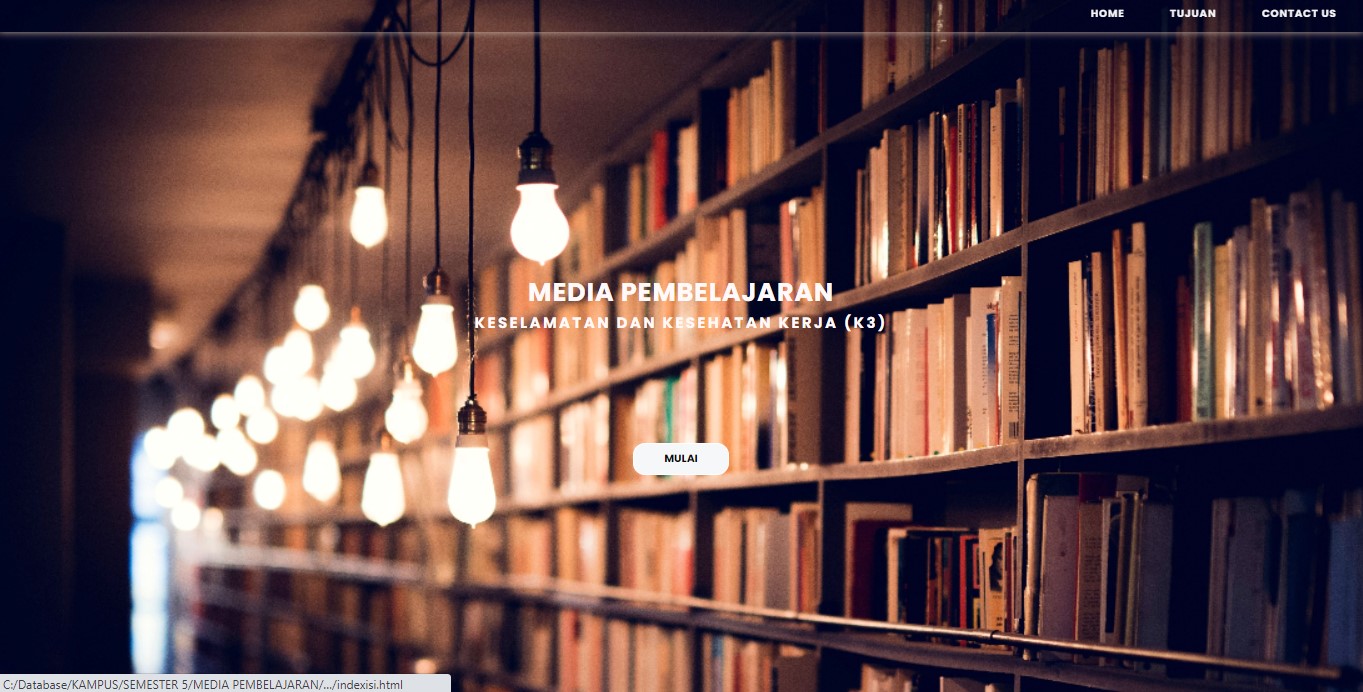 HOME TUJUAN CONTACT US
MEDIA PEMBELAJARAN
KESELAMATAN DAN KESEHATAN KERJA (K3)
MULAI
C:/Database/KAMPUS/SEMESTER 5/MEDIA PEMBELAJARAN/.../indexisi.html